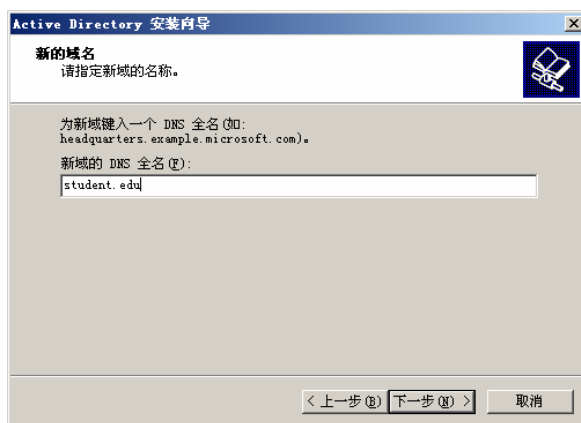 Active Directory 安装向导
新的域名
请指定新域的名称。
为新域键入一个 DNS 全名(如:
headquarters.example.microsoft.com)。
新域的 DNS 全名(F):
student.edu
< 上一步(B)
下一步(N) >
取消